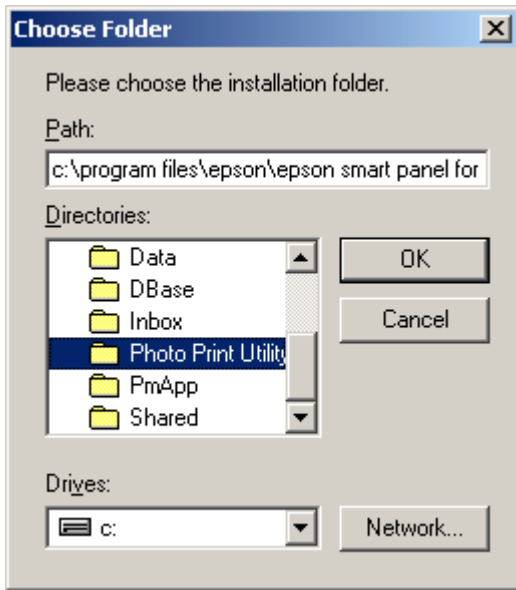 Choose Folder
Please choose the installation folder.
Path:
c:\program files\epson\epson smart panel for
Directories:
Data
DBase
Inbox
Photo Print Utility
PmApp
Shared
OK
Cancel
Drives:
c:
Network...